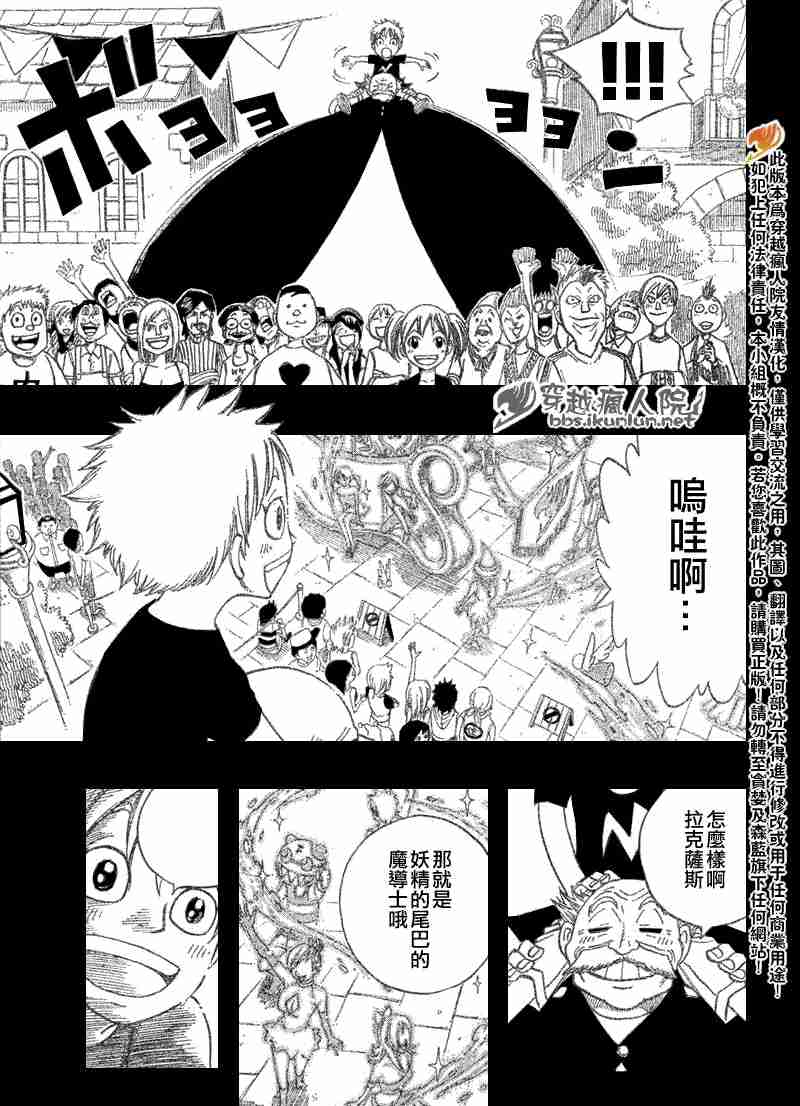 !!!
ボヨヨヨヨン
穿越瘋人院
bbs.ikunlun.net
嗚哇啊…
怎麼樣啊
拉克薩斯
那就是
妖精的尾巴的
魔導士哦
此版本爲穿越瘋人院友情漢化，僅供學習交流之用，其圖、翻譯以及任何部分不得進行修改或用于任何商業用途！
如犯上任何法律責任，本小組概不負責。若您喜歡此作品，請購買正版！請勿轉至貪婪及森藍旗下任何網站！